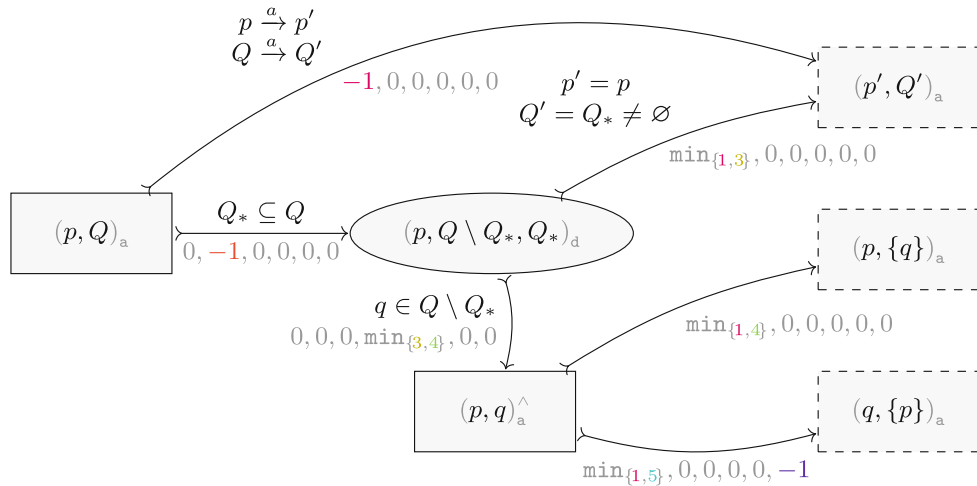 p →ᵃ p′
Q →ᵃ Q′
−1, 0, 0, 0, 0, 0
p′ = p
Q′ = Q∗ ≠ ∅
min{1,3}, 0, 0, 0, 0, 0
(p′, Q′)ₐ
(p, Q)ₐ
Q∗ ⊆ Q
0, −1, 0, 0, 0, 0
(p, Q \ Q∗, Q∗)_d
(p, {q})ₐ
q ∈ Q \ Q∗
0, 0, 0, min{3,4}, 0, 0
min{1,4}, 0, 0, 0, 0, 0
(p, q)ₐ^∧
(q, {p})ₐ
min{1,5}, 0, 0, 0, 0, −1